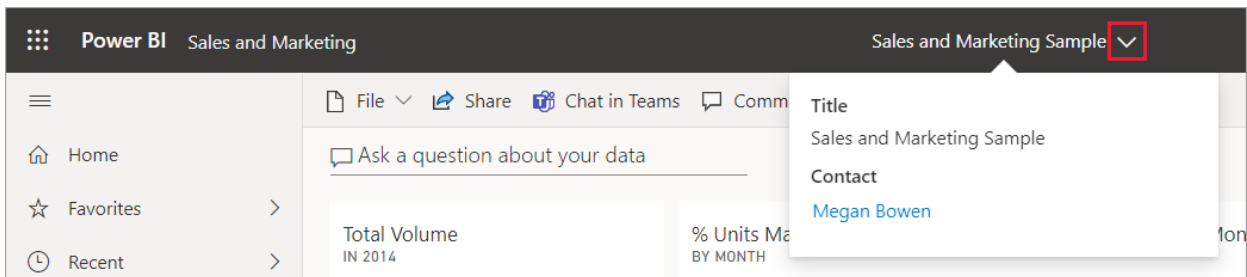 Power BI Sales and Marketing Sales and Marketing Sample
File Share Chat in Teams
Title
Sales and Marketing Sample
Contact
Megan Bowen
Home
Ask a question about your data
Favorites
Total Volume
IN 2014
% Units
BY MONTH
Recent